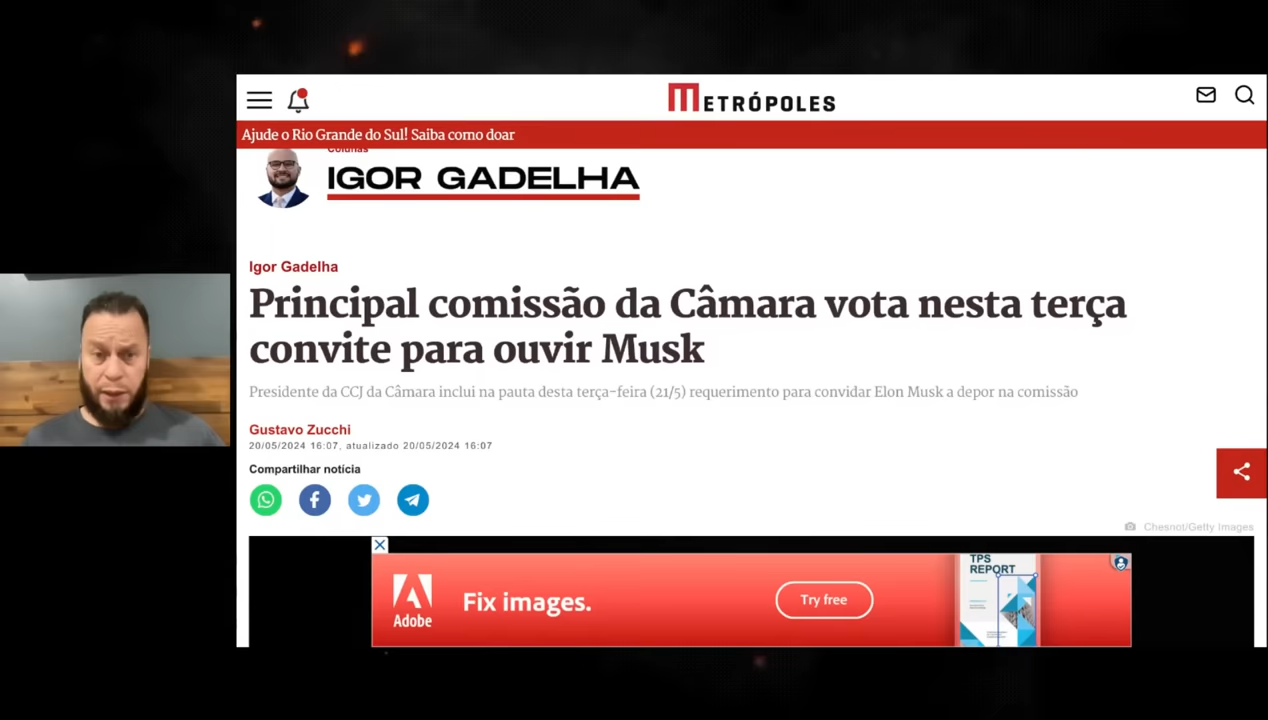 METRÓPOLES
Ajude o Rio Grande do Sul! Saiba como doar
Colunas
IGOR GADELHA
Igor Gadelha
Principal comissão da Câmara vota nesta terça
convite para ouvir Musk
Presidente da CCJ da Câmara inclui na pauta desta terça-feira (21/5) requerimento para convidar Elon Musk a depor na comissão
Gustavo Zucchi
20/05/2024 16:07, atualizado 20/05/2024 16:07
Compartilhar notícia
Chesnot/Getty Images
Adobe
Fix images.
Try free
TPS
REPORT